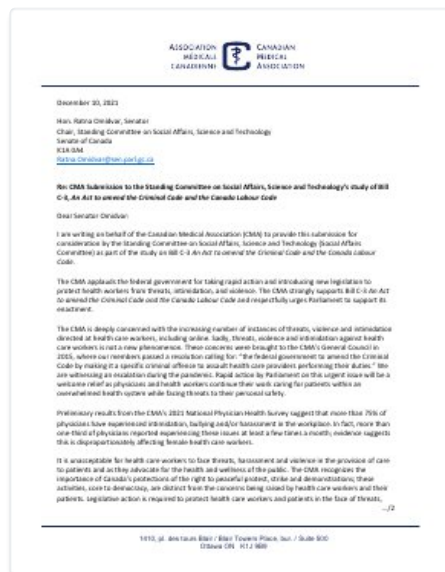 ASSOCIATION MÉDICALE CANADIENNE
CANADIAN MEDICAL ASSOCIATION
December 10, 2021
Hon. Ratna Omidvar, Senator
Chair, Standing Committee on Social Affairs, Science and Technology
Senate of Canada
K1A 0A4
Ratna.Omidvar@sen.parl.gc.ca
Re: CMA Submission to the Standing Committee on Social Affairs, Science and Technology's study of Bill
C-3, An Act to amend the Criminal Code and the Canada Labour Code
Dear Senator Omidvar:
I am writing on behalf of the Canadian Medical Association (CMA) to provide this submission for
consideration by the Standing Committee on Social Affairs, Science and Technology (Social Affairs
Committee) as part of the study on Bill C-3 An Act to amend the Criminal Code and the Canada Labour
Code.
The CMA applauds the federal government for taking rapid action and introducing new legislation to
protect health workers from threats, intimidation, and violence. The CMA strongly supports Bill C-3 An Act
to amend the Criminal Code and the Canada Labour Code and respectfully urges Parliament to support its
enactment.
The CMA is deeply concerned with the increasing number of instances of threats, violence and intimidation
directed at health care workers, including online. Sadly, threats, violence and intimidation against health
care workers is not a new phenomenon. These concerns were brought to the CMA's General Council in
2015, where our members passed a resolution calling for: "the federal government to amend the Criminal
Code by making it a specific criminal offence to assault health care providers performing their duties." We
are witnessing an escalation during the pandemic. Rapid action by Parliament on this urgent issue will be a
welcome relief as physicians and health workers continue their work caring for patients within an
overwhelmed health system while facing threats to their personal safety.
Preliminary results from the CMA's 2021 National Physician Health Survey suggest that more than 75% of
physicians have experienced intimidation, bullying and/or harassment in the workplace. In fact, more than
one-third of physicians reported experiencing these issues at least a few times a month; evidence suggests
this is disproportionately affecting female health care workers.
It is unacceptable for health care workers to face threats, harassment and violence in the provision of care
to patients and as they advocate for the health and wellness of the public. The CMA recognizes the
importance of Canada's protections of the right to peaceful protest, strike and demonstrations; these
activities, core to democracy, are distinct from the concerns being raised by health care workers and their
patients. Legislative action is required to protect health care workers and patients in the face of threats,
.../2
1410, pl. des tours Blair / Blair Towers Place, bur. / Suite 500
Ottawa ON K1J 9B9